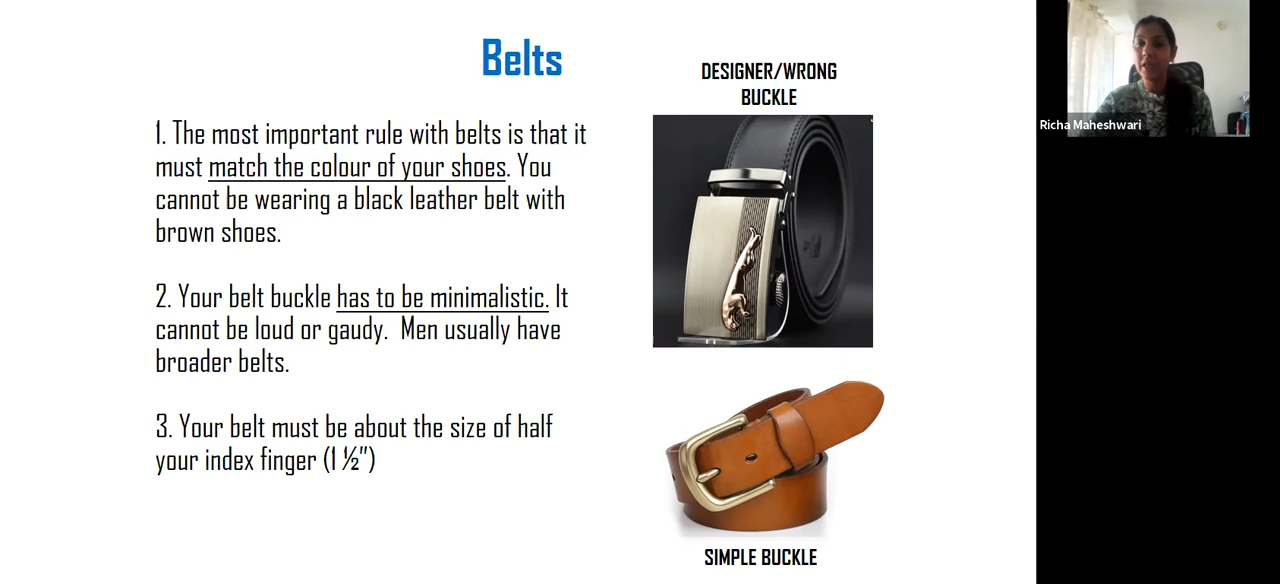 Belts
1. The most important rule with belts is that it
must match the colour of your shoes. You
cannot be wearing a black leather belt with
brown shoes.
2. Your belt buckle has to be minimalistic. It
cannot be loud or gaudy.  Men usually have
broader belts.
3. Your belt must be about the size of half
your index finger (1 ½”)
DESIGNER/WRONG
BUCKLE
SIMPLE BUCKLE
Richa Maheshwari